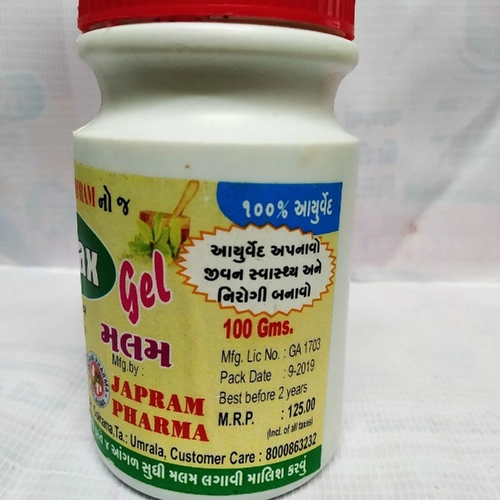 નો જ
૧૦૦% આયુર્વેદ
આયુર્વેદ અપનાવો
જીવન સ્વાસ્થ્ય અને
નિરોગી બનાવો
Gel
મલમ
100 Gms.
Mfg. Lic No. : GA 1703
Pack Date : 9-2019
Best before 2 years
M.R.P. : 125.00
(Incl. of all taxes)
Mfg.by :
JAPRAM
PHARMA
Ta.: Umrala, Customer Care : 8000863232
૪ આંગળ સુધી મલમ લગાવી માલિશ કરવું